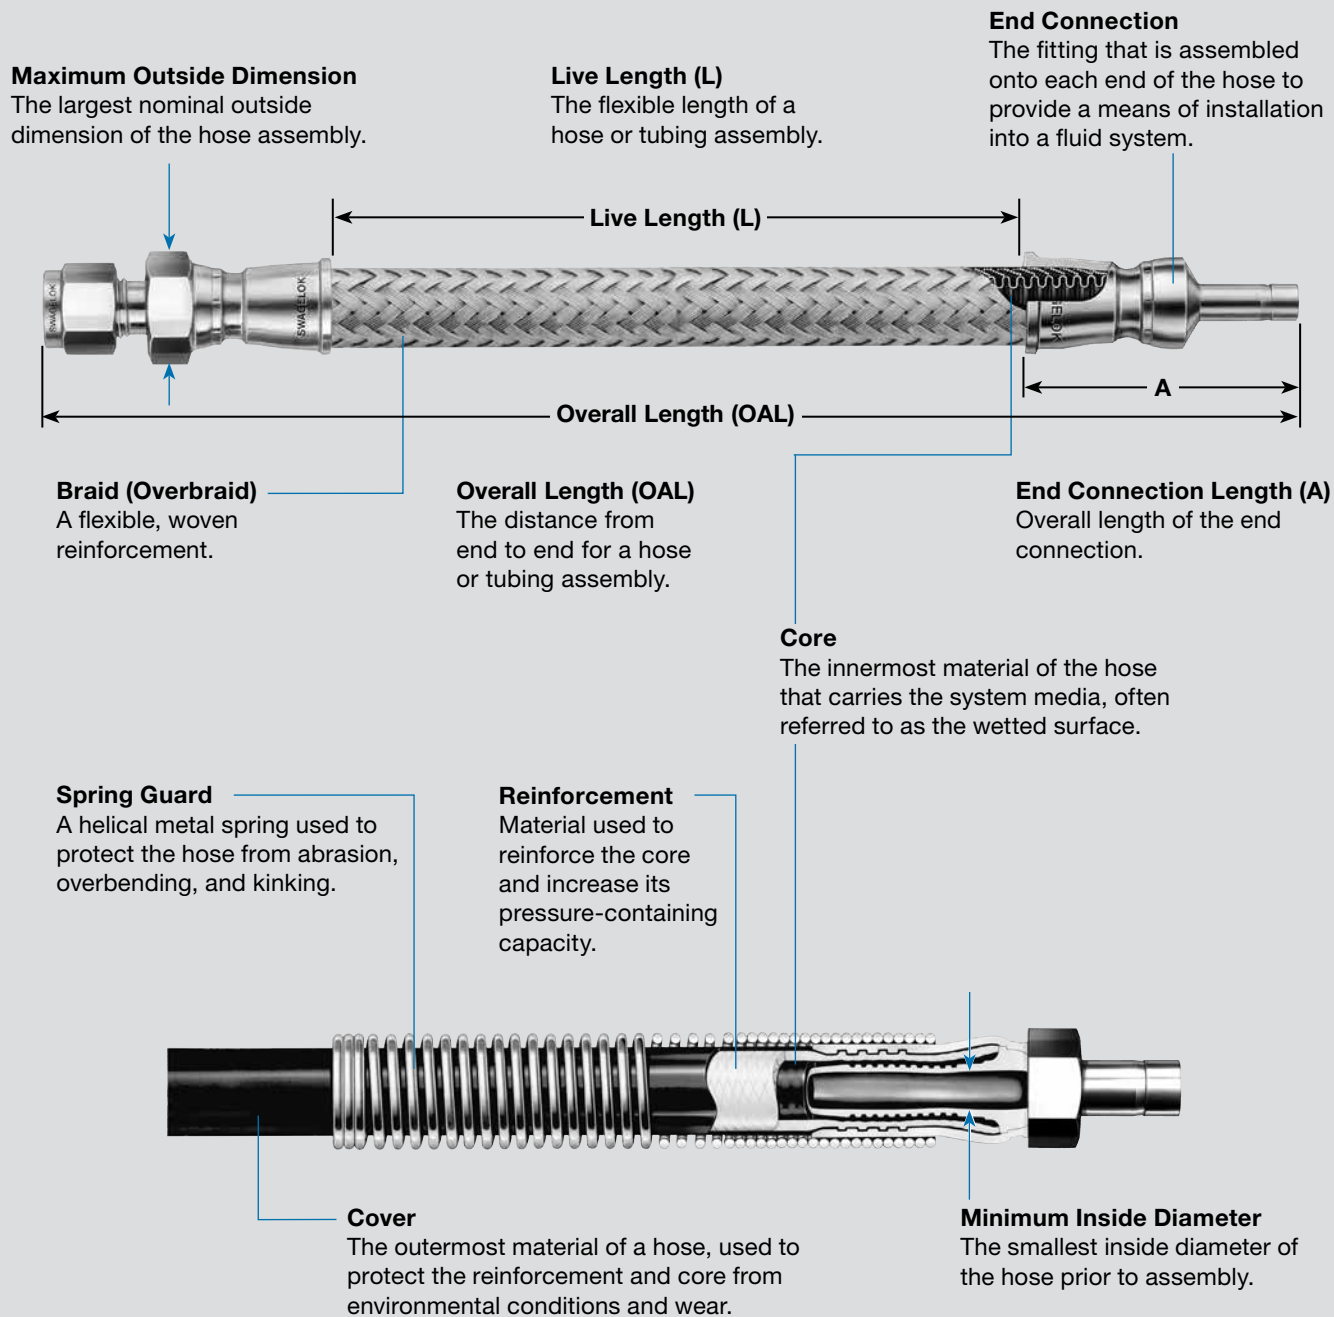 End Connection
The fitting that is assembled
onto each end of the hose to
provide a means of installation
into a fluid system.
Maximum Outside Dimension
The largest nominal outside
dimension of the hose assembly.
Live Length (L)
The flexible length of a
hose or tubing assembly.
Live Length (L)
SWAGELOK
SWAGELOK
GELOK
A
Overall Length (OAL)
Braid (Overbraid)
A flexible, woven
reinforcement.
Overall Length (OAL)
The distance from
end to end for a hose
or tubing assembly.
End Connection Length (A)
Overall length of the end
connection.
Core
The innermost material of the hose
that carries the system media, often
referred to as the wetted surface.
Spring Guard
A helical metal spring used to
protect the hose from abrasion,
overbending, and kinking.
Reinforcement
Material used to
reinforce the core
and increase its
pressure-containing
capacity.
Cover
The outermost material of a hose, used to
protect the reinforcement and core from
environmental conditions and wear.
Minimum Inside Diameter
The smallest inside diameter of
the hose prior to assembly.